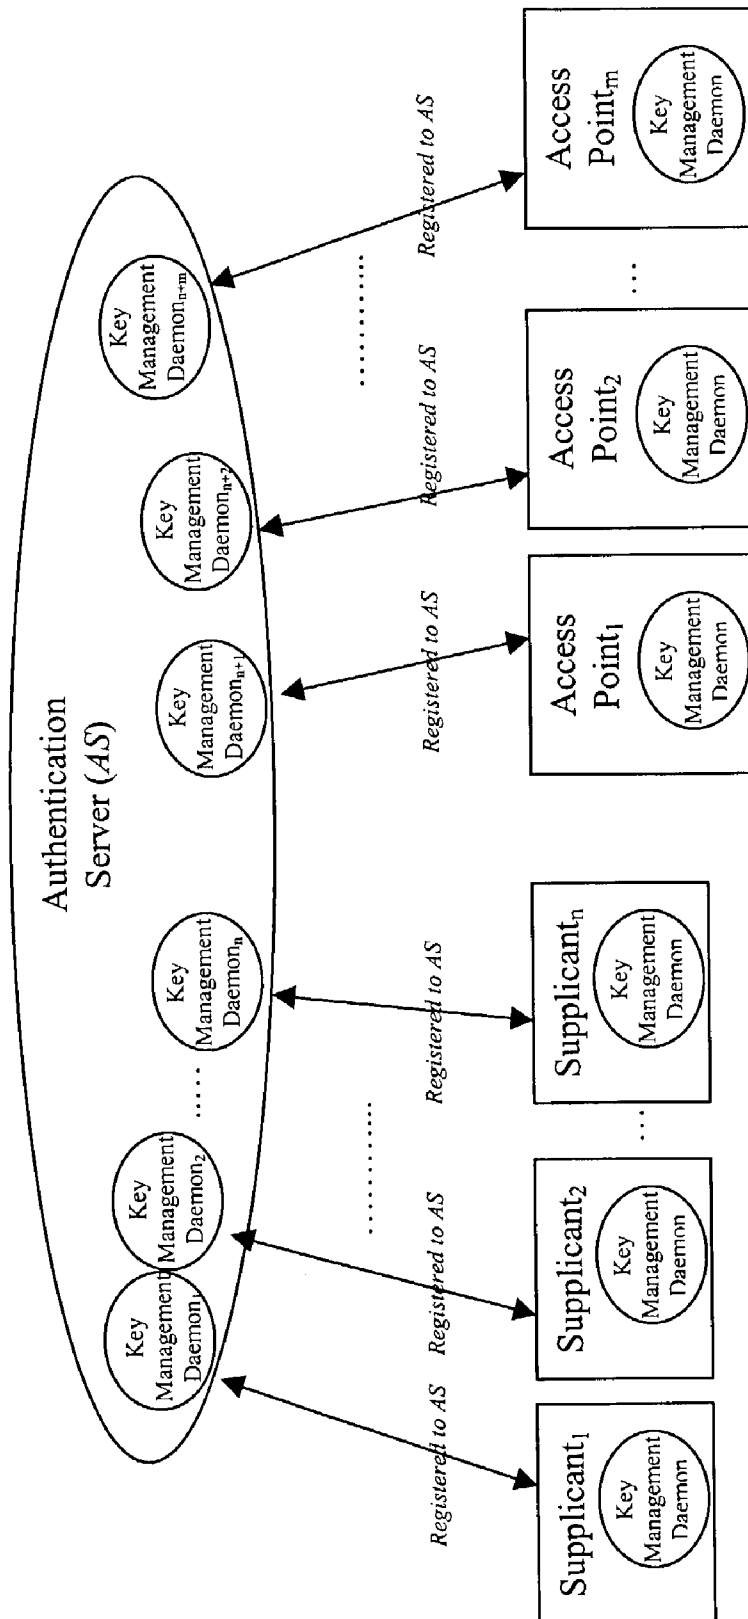 Authentication
Server (AS)
Key
Management
Daemon₁
Key
Management
Daemon₂
......
Key
Management
Daemonₙ
Key
Management
Daemonₙ₊₁
Key
Management
Daemonₙ₊₂
Key
Management
Daemonₙ₊ₘ
Registered to AS
Registered to AS
...........
Registered to AS
Registered to AS
Registered to AS
...........
Registered to AS
Supplicant₁
Key
Management
Daemon
Supplicant₂
Key
Management
Daemon
...
Supplicantₙ
Key
Management
Daemon
Access
Point₁
Key
Management
Daemon
Access
Point₂
Key
Management
Daemon
...
Access
Pointₘ
Key
Management
Daemon